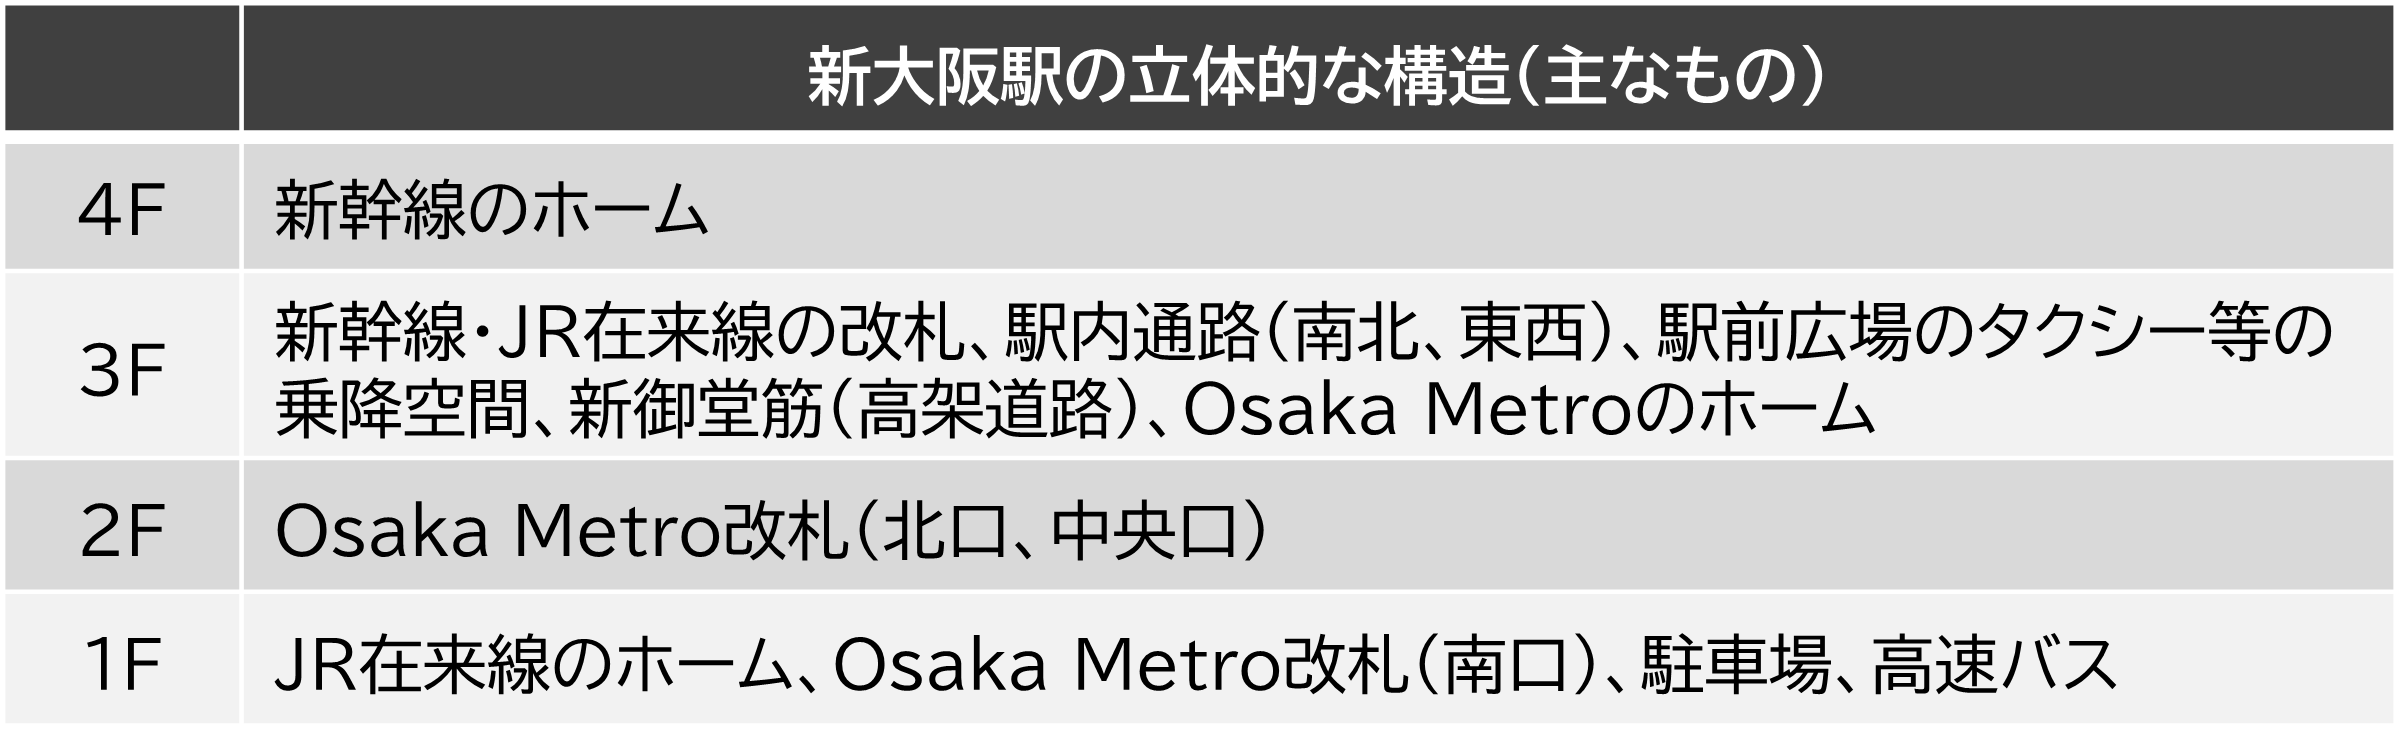 新大阪駅の立体的な構造（主なもの）
4F
新幹線のホーム
3F
新幹線・JR在来線の改札、駅内通路（南北、東西）、駅前広場のタクシー等の
乗降空間、新御堂筋（高架道路）、Osaka Metroのホーム
2F
Osaka Metro改札（北口、中央口）
1F
JR在来線のホーム、Osaka Metro改札（南口）、駐車場、高速バス